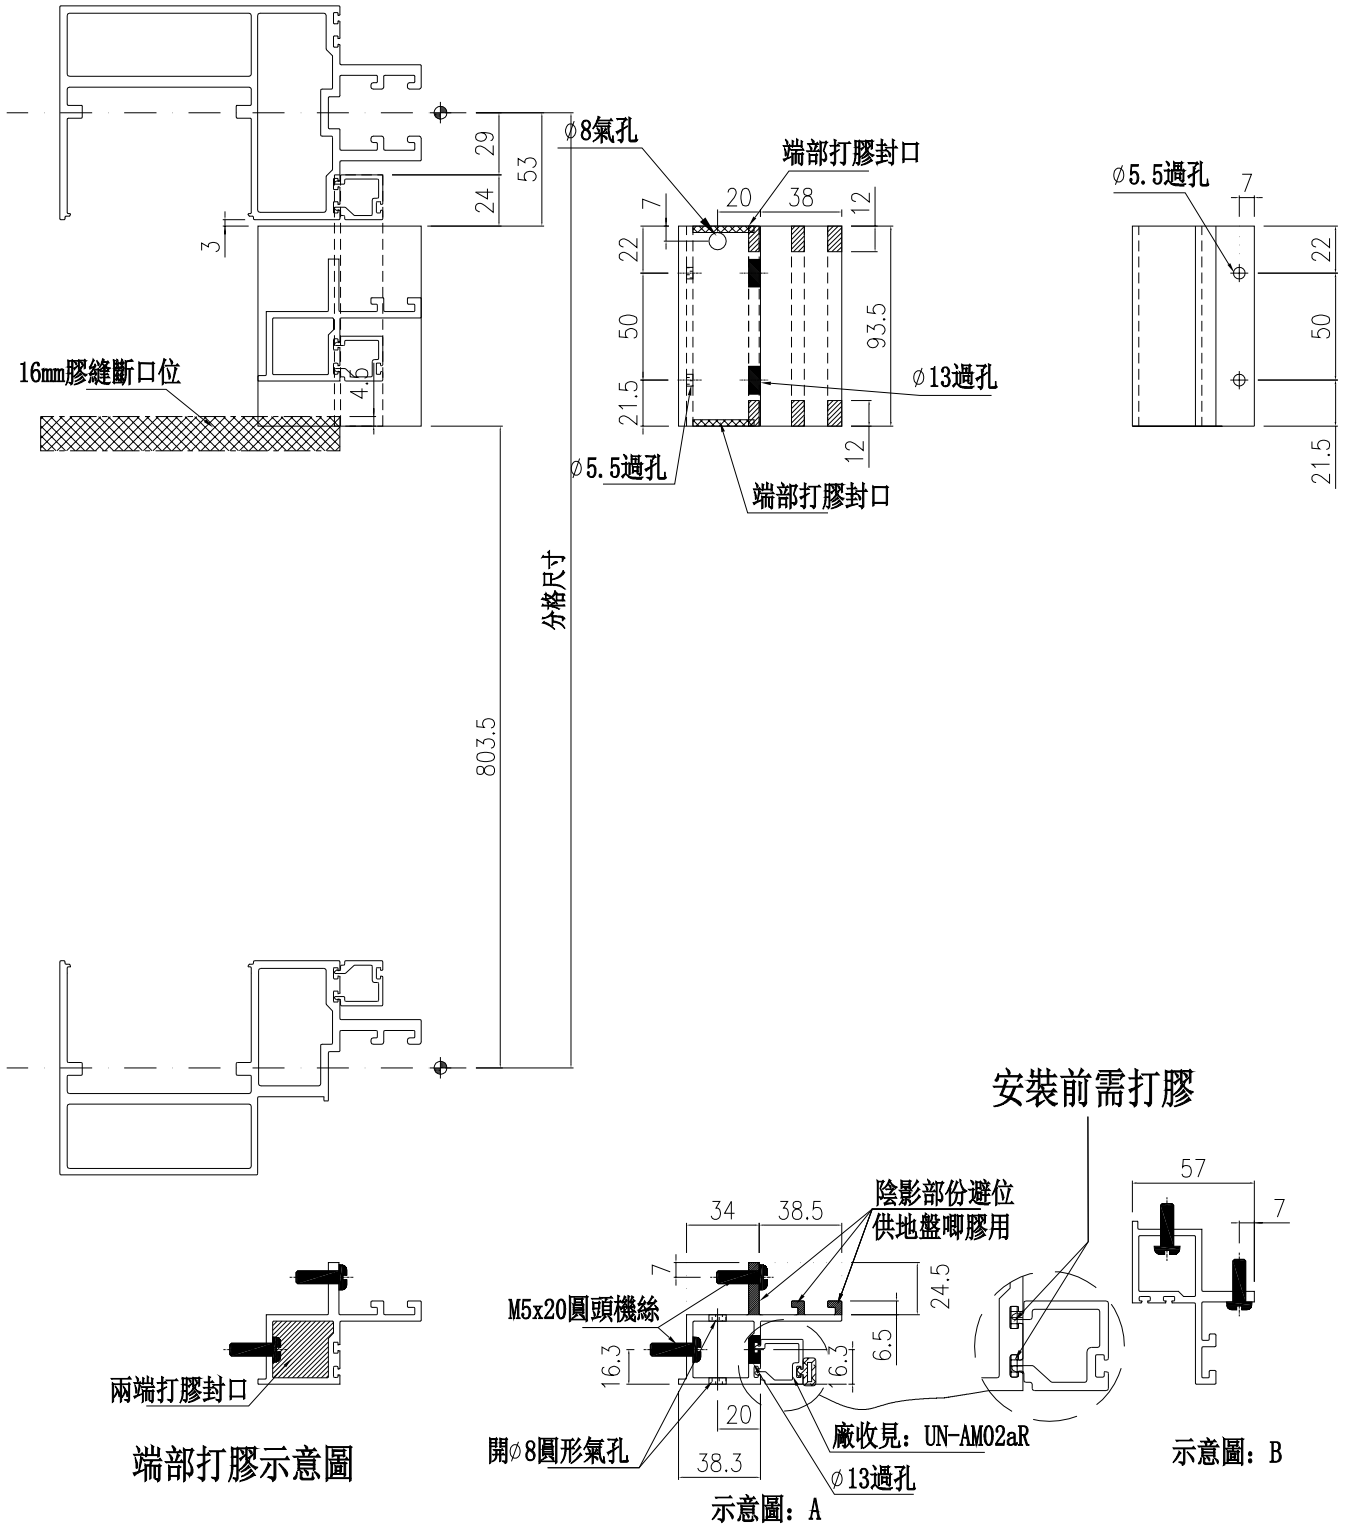 29
53
24
3
16mm膠縫斷口位
4.5
分格尺寸
803.5
∅8氣孔
端部打膠封口
20
38
12
7
22
50
21.5
93.5
∅13過孔
12
∅5.5過孔
端部打膠封口
∅5.5過孔
7
22
50
21.5
兩端打膠封口
端部打膠示意圖
安裝前需打膠
陰影部份避位
供地盤唧膠用
34
38.5
7
24.5
M5x20圓頭機絲
6.5
16.3
16.3
20
開∅8圓形氣孔
38.3
廠收見：UN-AM02aR
∅13過孔
示意圖：A
57
7
示意圖：B